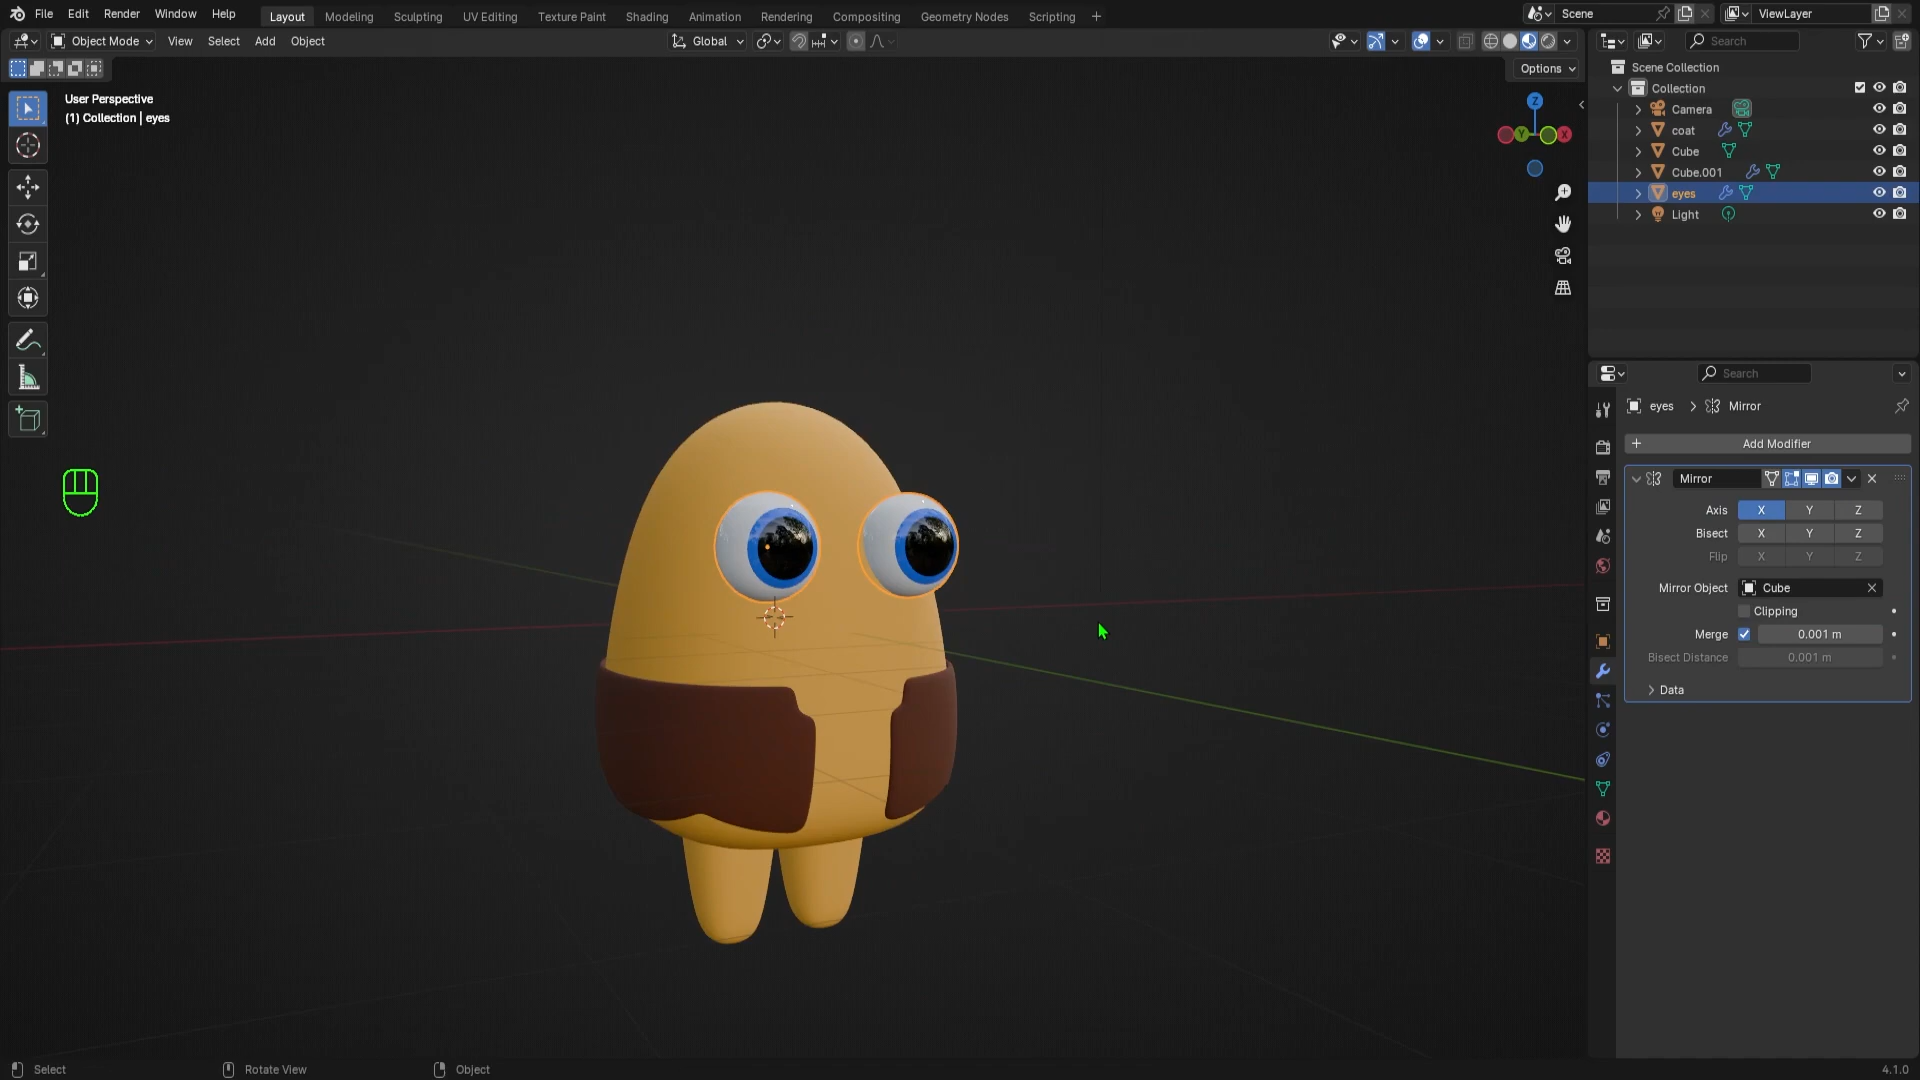 File Edit Render Window Help Layout Modeling Sculpting UV Editing Texture Paint Shading Animation Rendering Compositing Geometry Nodes Scripting + Scene ViewLayer
Object Mode View Select Add Object Global Search
Options
User Perspective
(1) Collection | eyes
Z
Y
X
Scene Collection
Collection
Camera
coat
Cube
Cube.001
eyes
Light
Search
eyes > Mirror
+ Add Modifier
Mirror
Axis X Y Z
Bisect X Y Z
Flip X Y Z
Mirror Object Cube
Clipping
Merge 0.001 m
Bisect Distance 0.001 m
Data
Select Rotate View Object 4.1.0